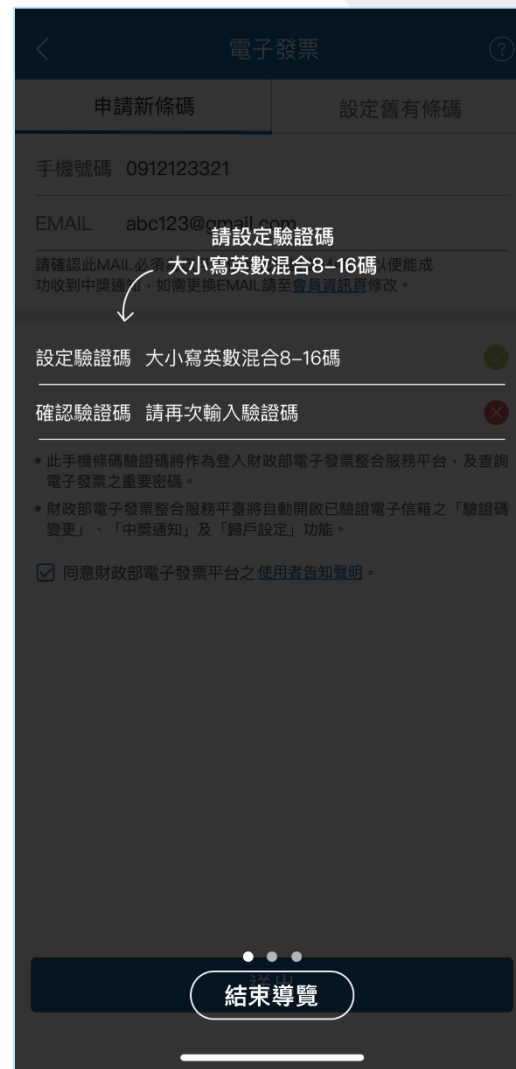 電子發票
申請新條碼
設定舊有條碼
手機號碼 0912123321
EMAIL abc123@gmail.com
請設定驗證碼
大小寫英數混合8-16碼
請確認此MAIL必須 以便能成
功收到中獎通知,如需更換EMAIL請至會員資訊頁修改。
設定驗證碼 大小寫英數混合8-16碼
確認驗證碼 請再次輸入驗證碼
• 此手機條碼驗證碼將作為登入財政部電子發票整合服務平台,及查詢
電子發票之重要密碼。
• 財政部電子發票整合服務平臺將自動開啟已驗證電子信箱之「驗證碼
變更」、「中獎通知」及「歸戶設定」功能。
同意財政部電子發票平台之使用者告知聲明。
結束導覽